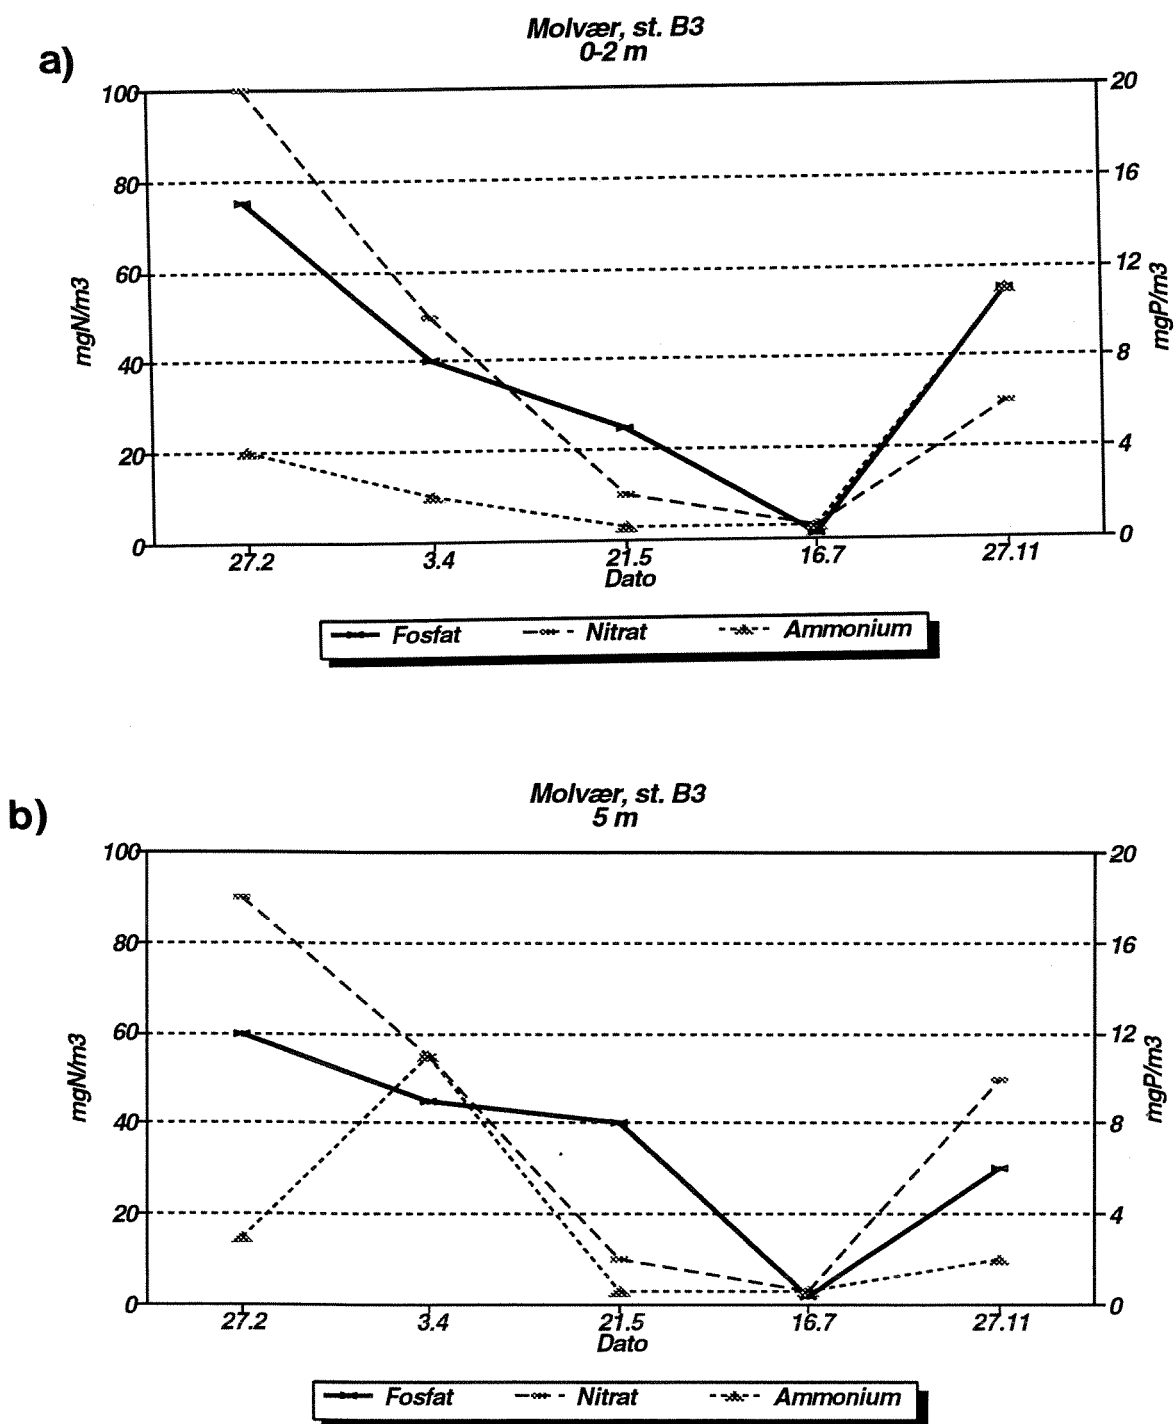 a)
Molvær, st. B3
0-2 m
100
80
60
40
20
0
mgN/m3
20
16
12
8
4
0
mgP/m3
27.2 3.4 21.5 16.7 27.11
Dato
Fosfat Nitrat Ammonium
b)
Molvær, st. B3
5 m
100
80
60
40
20
0
mgN/m3
20
16
12
8
4
0
mgP/m3
27.2 3.4 21.5 16.7 27.11
Dato
Fosfat Nitrat Ammonium